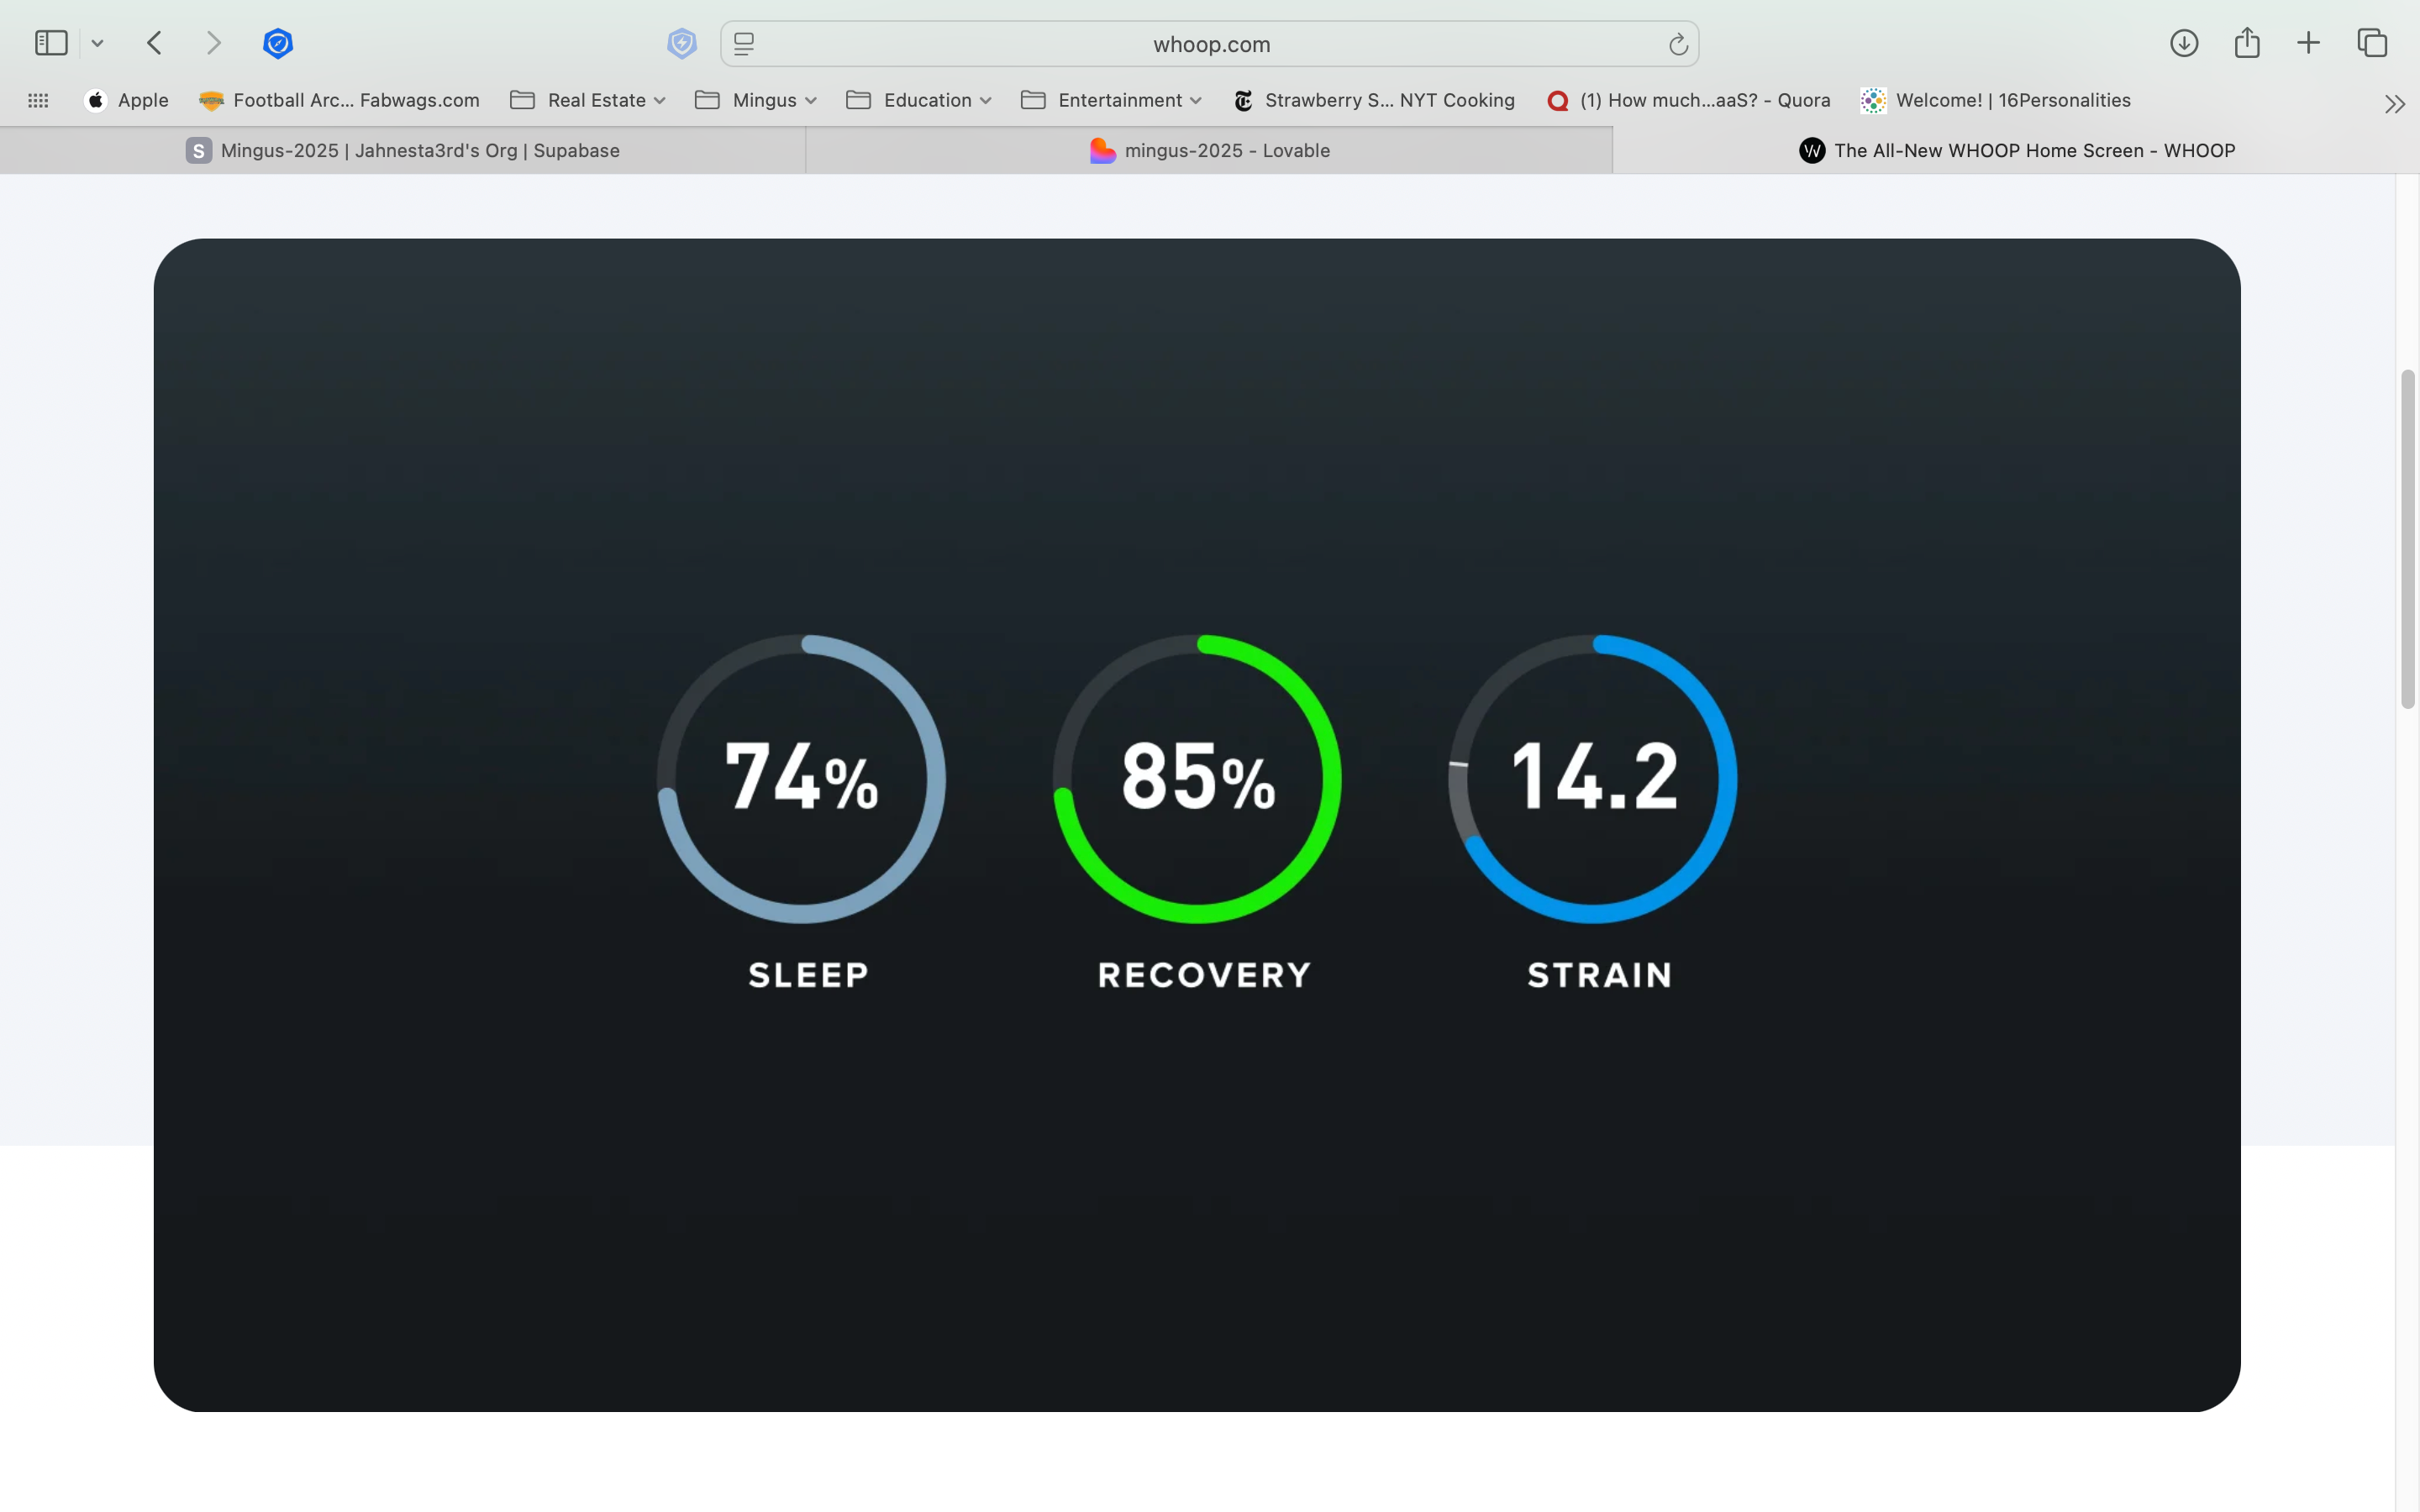 whoop.com
Apple Football Arc... Fabwags.com Real Estate Mingus Education Entertainment Strawberry S... NYT Cooking (1) How much...aaS? - Quora Welcome! | 16Personalities
S Mingus-2025 | Jahnesta3rd's Org | Supabase mingus-2025 - Lovable W The All-New WHOOP Home Screen - WHOOP
74% 85% 14.2
SLEEP RECOVERY STRAIN